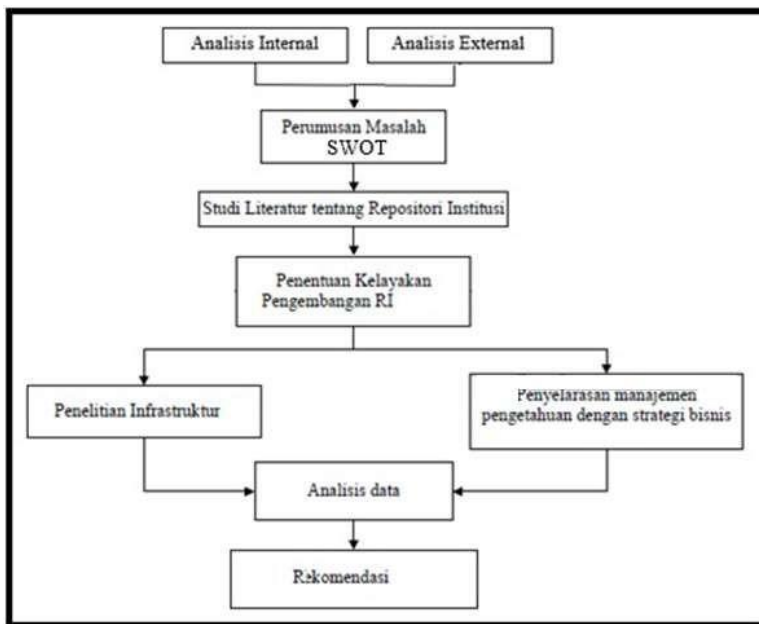 Analisis Internal
Analisis External
Perumusan Masalah
SWOT
Studi Literatur tentang Repositori Institusi
Penentuan Kelayakan
Pengembangan RI
Penelitian Infrastruktur
Penyelarasan manajemen
pengetahuan dengan strategi bisnis
Analisis data
Rekomendasi